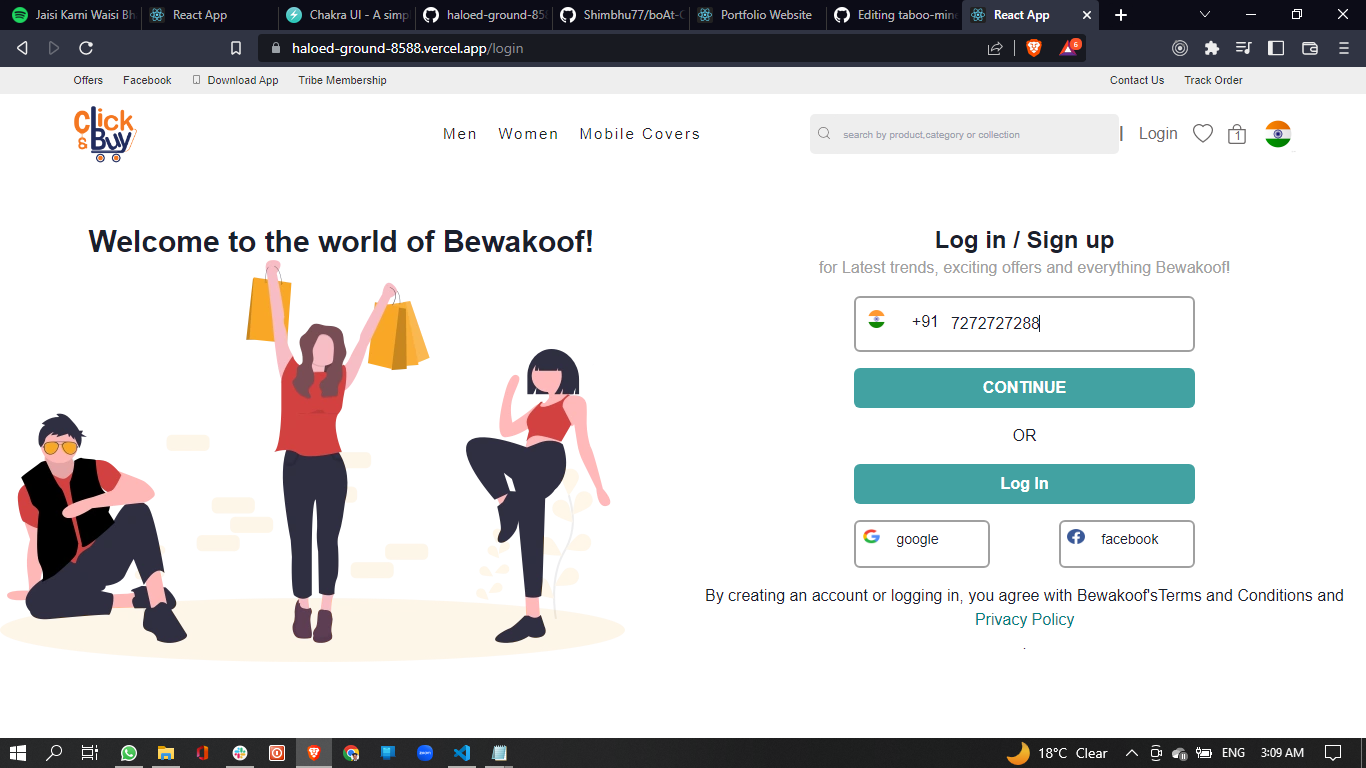 Jaisi Karni Waisi Bh
React App
Chakra UI - A simp
haloed-ground-858
Shimbhu77/boAt-C
Portfolio Website
Editing taboo-mine
React App
haloed-ground-8588.vercel.app/login
6
Offers
Facebook
Download App
Tribe Membership
Contact Us
Track Order
Click
& Buy
Men
Women
Mobile Covers
search by product,category or collection
|
Login
1
Welcome to the world of Bewakoof!
Log in / Sign up
for Latest trends, exciting offers and everything Bewakoof!
+91 7272727288
CONTINUE
OR
Log In
google
facebook
By creating an account or logging in, you agree with Bewakoof'sTerms and Conditions and
Privacy Policy
.
18°C Clear
ENG
3:09 AM